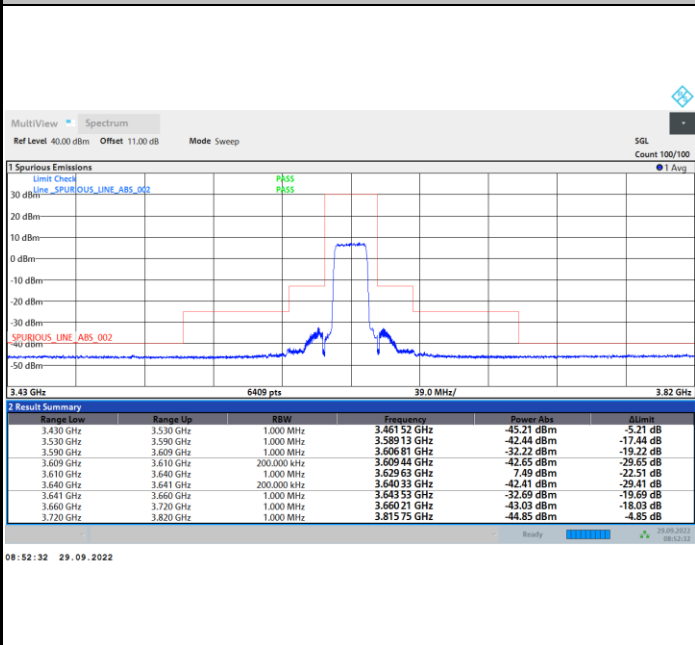 MultiView Spectrum
Ref Level 40.00 dBm Offset 11.00 dB Mode Sweep SGL
Count 100/100
1 Spurious Emissions 1 Avg
Limit Check PASS
Line _SPURIOUS_LINE_ABS_002 PASS
30 dBm
20 dBm
10 dBm
0 dBm
-10 dBm
-20 dBm
-30 dBm
_SPURIOUS_LINE_ABS_002
-40 dBm
-50 dBm
3.43 GHz 6409 pts 39.0 MHz/ 3.82 GHz
2 Result Summary
Range Low Range Up RBW Frequency Power Abs ΔLimit
3.430 GHz 3.530 GHz 1.000 MHz 3.461 52 GHz -45.21 dBm -5.21 dB
3.530 GHz 3.590 GHz 1.000 MHz 3.589 13 GHz -42.44 dBm -17.44 dB
3.590 GHz 3.609 GHz 1.000 MHz 3.606 81 GHz -32.22 dBm -19.22 dB
3.609 GHz 3.610 GHz 200.000 kHz 3.609 44 GHz -42.65 dBm -29.65 dB
3.610 GHz 3.640 GHz 1.000 MHz 3.629 63 GHz 7.49 dBm -22.51 dB
3.640 GHz 3.641 GHz 200.000 kHz 3.640 33 GHz -42.41 dBm -29.41 dB
3.641 GHz 3.660 GHz 1.000 MHz 3.643 53 GHz -32.69 dBm -19.69 dB
3.660 GHz 3.720 GHz 1.000 MHz 3.660 21 GHz -43.03 dBm -18.03 dB
3.720 GHz 3.820 GHz 1.000 MHz 3.815 75 GHz -44.85 dBm -4.85 dB
Ready 29.09.2022
08:52:32
08:52:32 29.09.2022